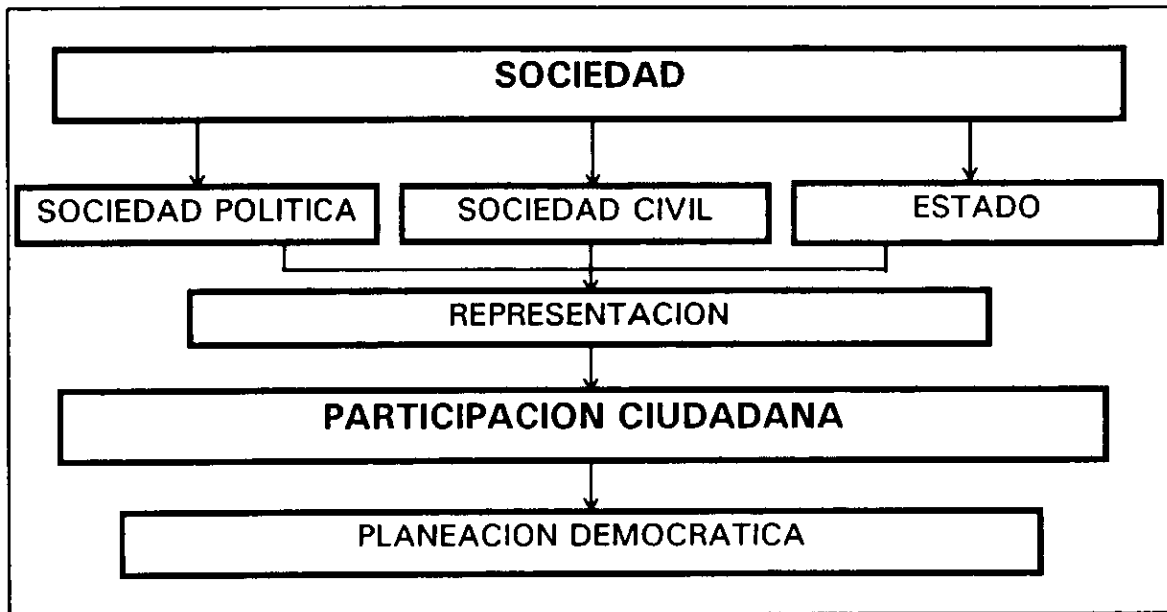 SOCIEDAD
SOCIEDAD POLITICA
SOCIEDAD CIVIL
ESTADO
REPRESENTACION
PARTICIPACION CIUDADANA
PLANEACION DEMOCRATICA